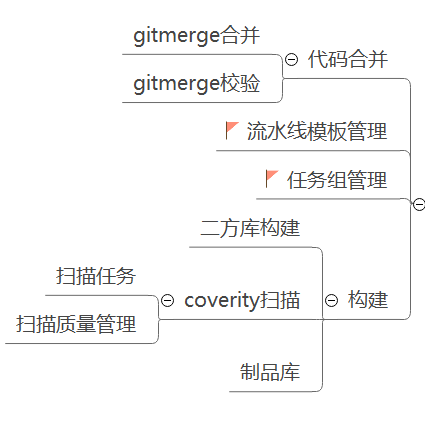 gitmerge合并
代码合并
gitmerge校验
流水线模板管理
任务组管理
二方库构建
扫描任务
coverity扫描
构建
扫描质量管理
制品库